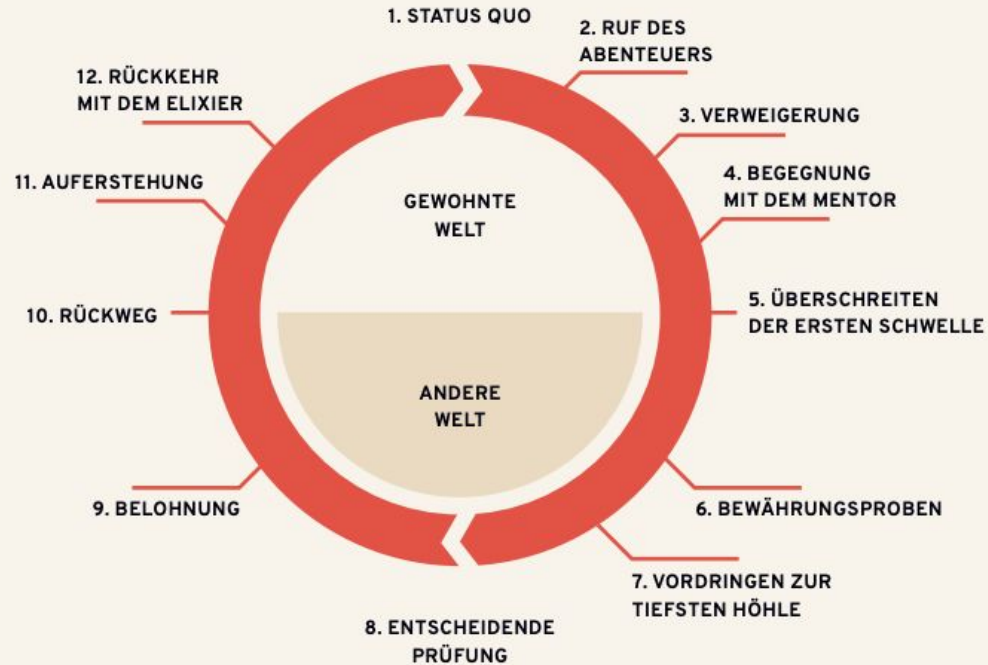 1. STATUS QUO
2. RUF DES
ABENTEUERS
3. VERWEIGERUNG
4. BEGEGNUNG
MIT DEM MENTOR
5. ÜBERSCHREITEN
DER ERSTEN SCHWELLE
6. BEWÄHRUNGSPROBEN
7. VORDRINGEN ZUR
TIEFSTEN HÖHLE
8. ENTSCHEIDENDE
PRÜFUNG
9. BELOHNUNG
10. RÜCKWEG
11. AUFERSTEHUNG
12. RÜCKKEHR
MIT DEM ELIXIER
GEWOHNTE
WELT
ANDERE
WELT